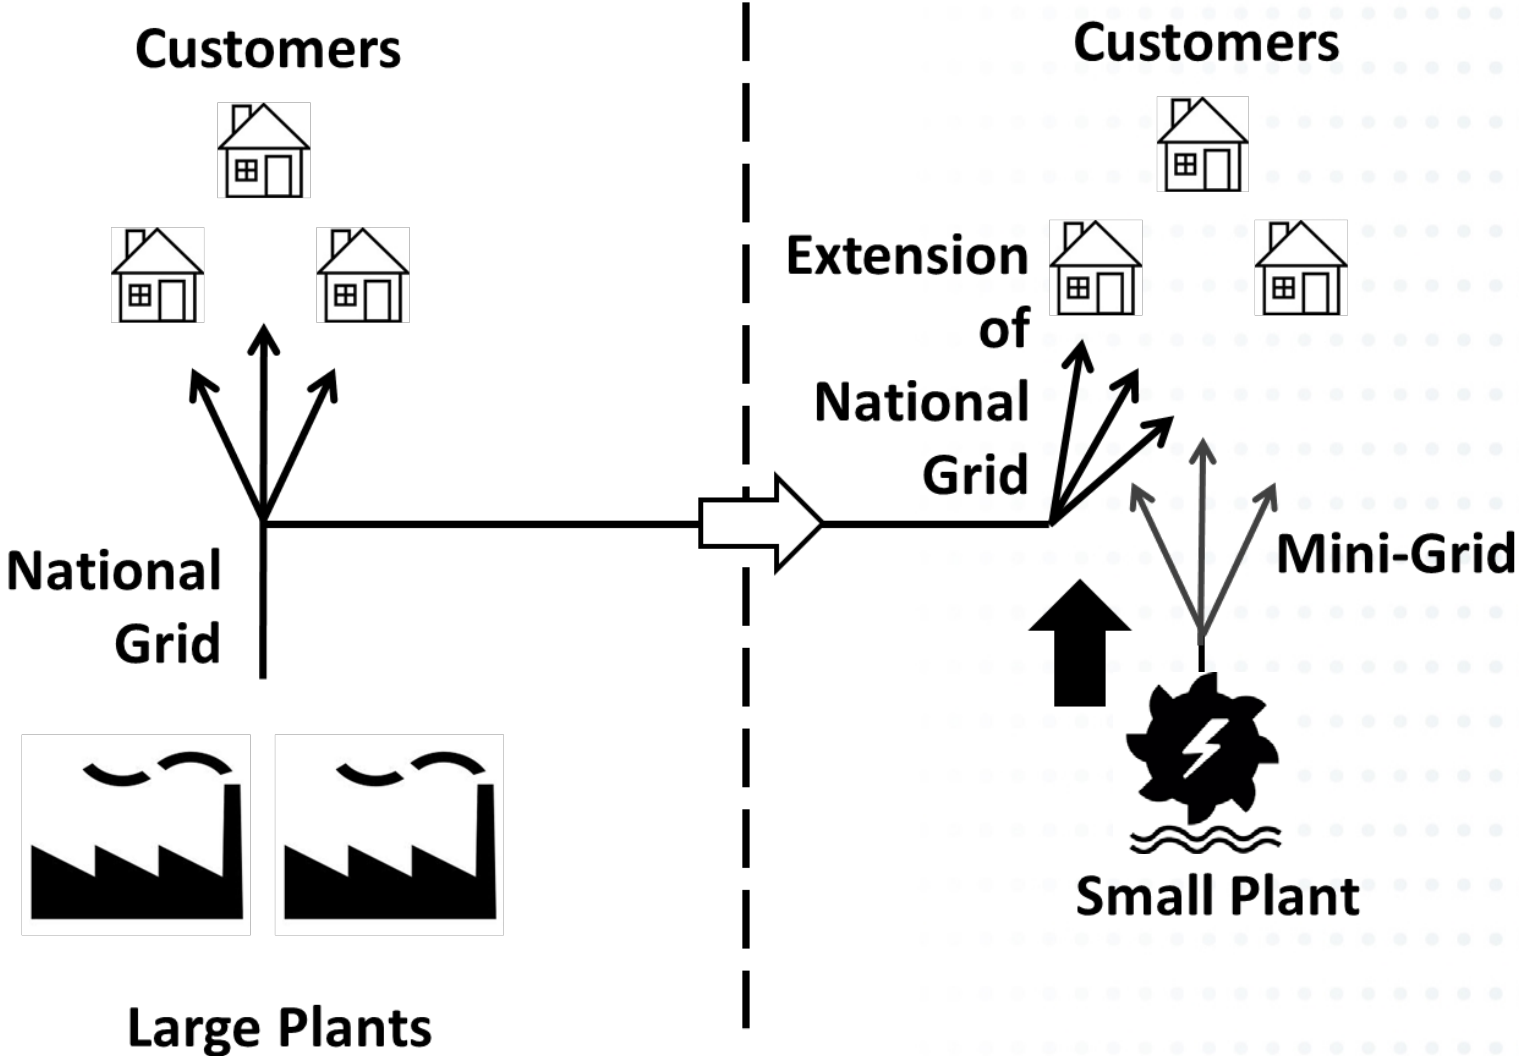 Customers
National
Grid
Large Plants
Customers
Extension
of
National
Grid
Mini-Grid
Small Plant